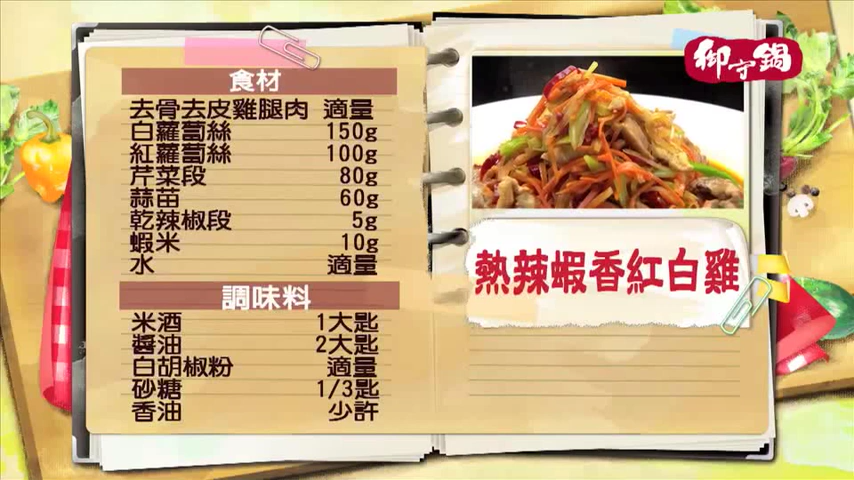 食材
去骨去皮雞腿肉 適量
白蘿蔔絲 150g
紅蘿蔔絲 100g
芹菜段 80g
蒜苗 60g
乾辣椒段 5g
蝦米 10g
水 適量
調味料
米酒 1大匙
醬油 2大匙
白胡椒粉 適量
砂糖 1/3匙
香油 少許
御守鍋
熱辣蝦香紅白雞